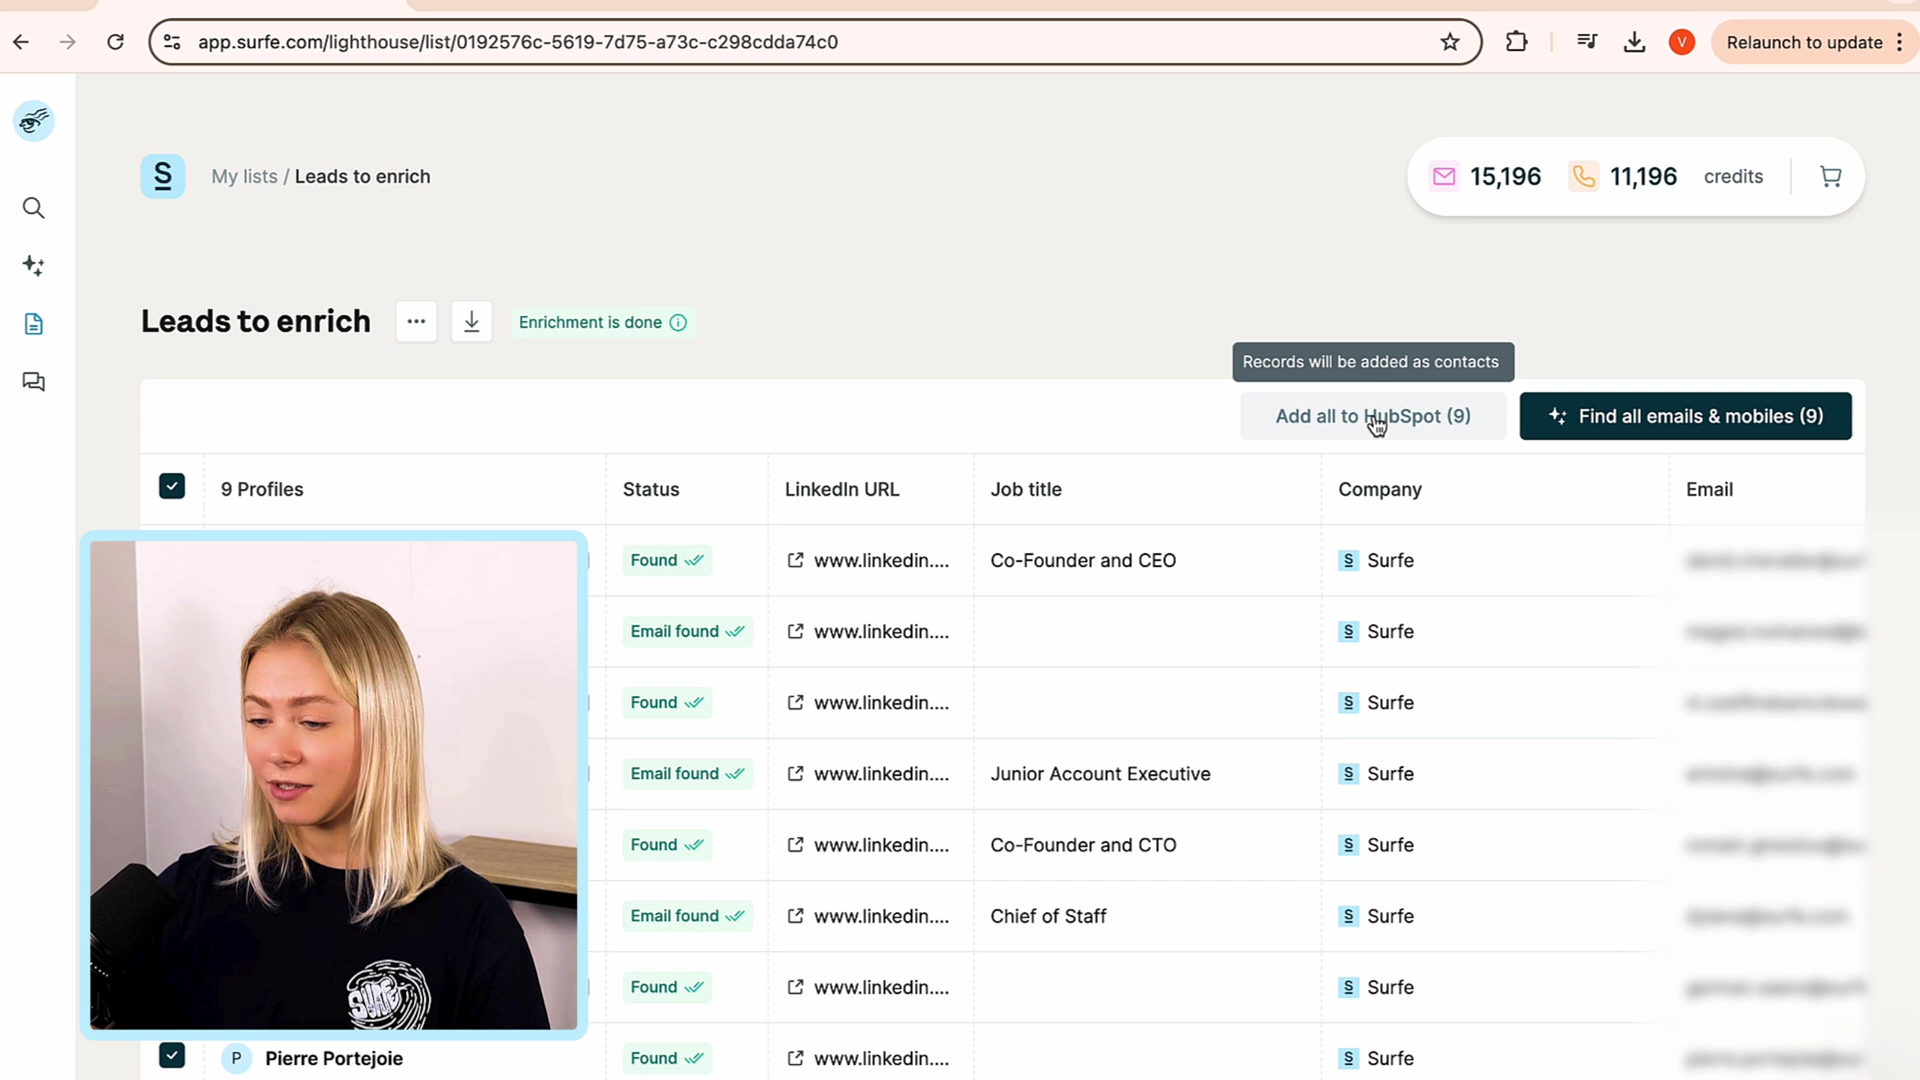 app.surfe.com/lighthouse/list/0192576c-5619-7d75-a73c-c298cdda74c0
V
Relaunch to update
S
My lists / Leads to enrich
15,196
11,196
credits
Leads to enrich
Enrichment is done
Records will be added as contacts
Add all to HubSpot (9)
Find all emails & mobiles (9)
9 Profiles
Status
LinkedIn URL
Job title
Company
Email
Found
www.linkedin....
Co-Founder and CEO
S Surfe
Email found
www.linkedin....
S Surfe
Found
www.linkedin....
S Surfe
Email found
www.linkedin....
Junior Account Executive
S Surfe
Found
www.linkedin....
Co-Founder and CTO
S Surfe
Email found
www.linkedin....
Chief of Staff
S Surfe
Found
www.linkedin....
S Surfe
P
Pierre Portejoie
Found
www.linkedin....
S Surfe
SURFE